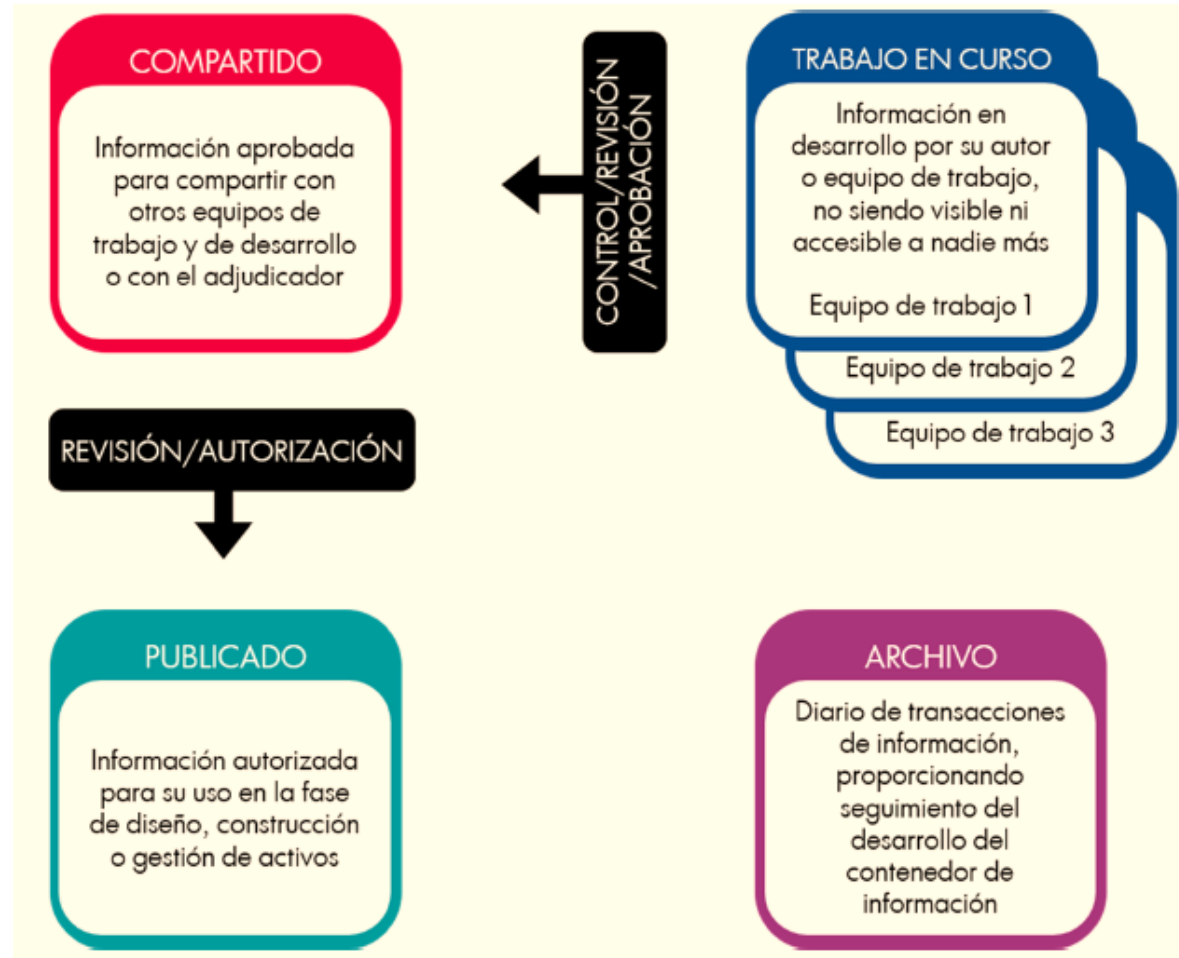 COMPARTIDO
Información aprobada
para compartir con
otros equipos de
trabajo y de desarrollo
o con el adjudicador
CONTROL/REVISIÓN
/APROBACIÓN
TRABAJO EN CURSO
Información en
desarrollo por su autor
o equipo de trabajo,
no siendo visible ni
accesible a nadie más
Equipo de trabajo 1
Equipo de trabajo 2
Equipo de trabajo 3
REVISIÓN/AUTORIZACIÓN
PUBLICADO
Información autorizada
para su uso en la fase
de diseño, construcción
o gestión de activos
ARCHIVO
Diario de transacciones
de información,
proporcionando
seguimiento del
desarrollo del
contenedor de
información